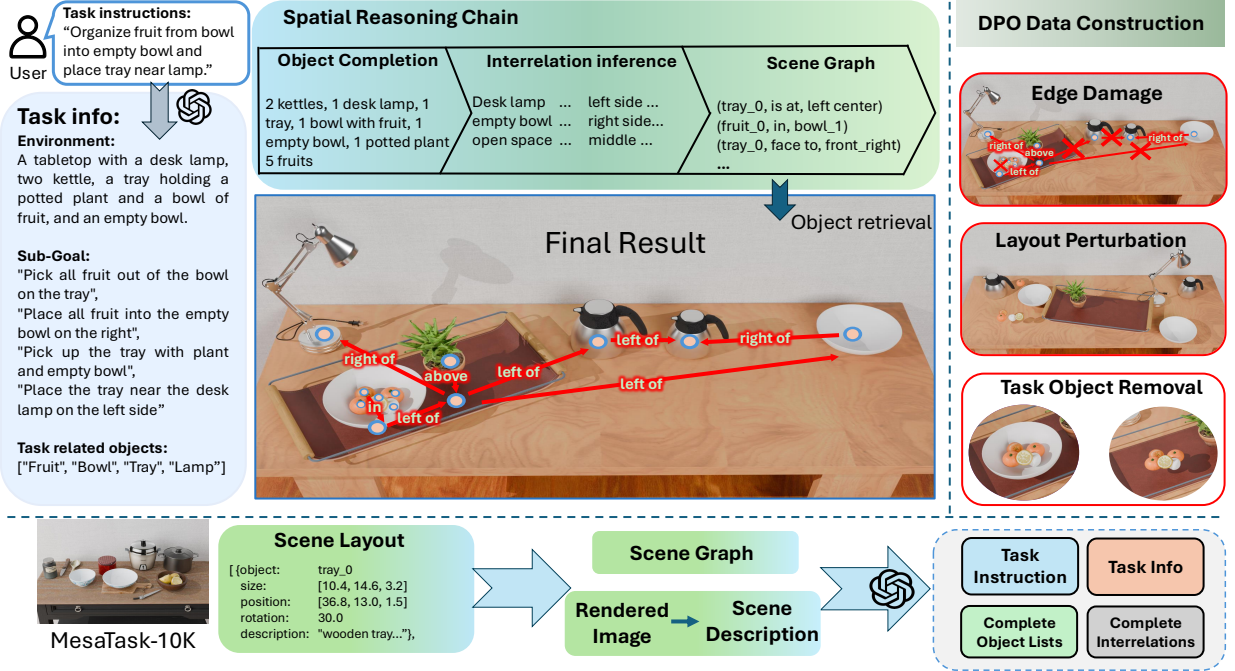 Task instructions:
“Organize fruit from bowl
into empty bowl and
place tray near lamp.”
User
Task info:
Environment:
A tabletop with a desk lamp,
two kettle, a tray holding a
potted plant and a bowl of
fruit, and an empty bowl.
Sub-Goal:
"Pick all fruit out of the bowl
on the tray",
"Place all fruit into the empty
bowl on the right",
"Pick up the tray with plant
and empty bowl",
"Place the tray near the desk
lamp on the left side”
Task related objects:
["Fruit", "Bowl", "Tray", "Lamp”]
Spatial Reasoning Chain
Object Completion
2 kettles, 1 desk lamp, 1
tray, 1 bowl with fruit, 1
empty bowl, 1 potted plant
5 fruits
Interrelation inference
Desk lamp ... left side ...
empty bowl ... right side...
open space ... middle ...
Scene Graph
(tray_0, is at, left center)
(fruit_0, in, bowl_1)
(tray_0, face to, front_right)
...
Object retrieval
Final Result
right of
above
in
left of
left of
left of
right of
left of
DPO Data Construction
Edge Damage
right of
above
left of
right of
Layout Perturbation
Task Object Removal
MesaTask-10K
Scene Layout
[ {object: tray_0
size: [10.4, 14.6, 3.2]
position: [36.8, 13.0, 1.5]
rotation: 30.0
description: "wooden tray..."},
Scene Graph
Rendered
Image
Scene
Description
Task
Instruction
Task Info
Complete
Object Lists
Complete
Interrelations